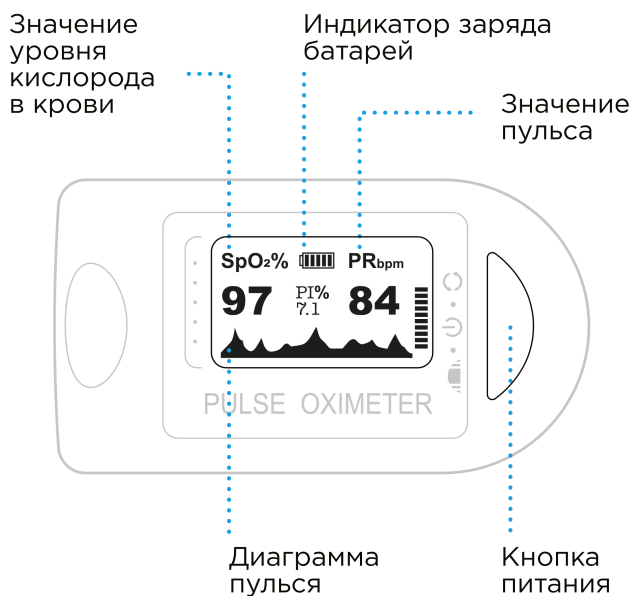 Значение
уровня
кислорода
в крови
Индикатор заряда
батарей
Значение
пульса
SpO₂% PRbpm
97 PI% 84
7.1
PULSE OXIMETER
Диаграмма
пулься
Кнопка
питания